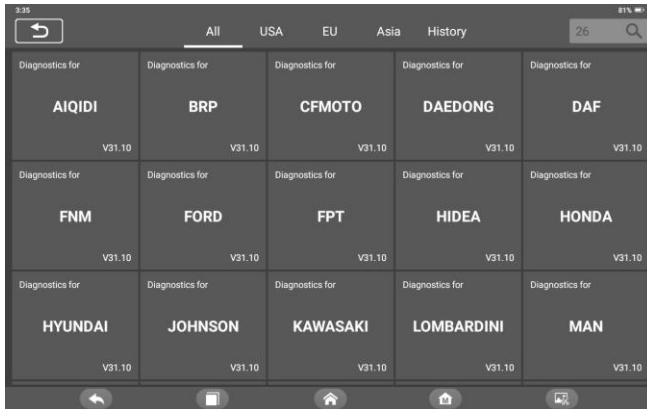 3:35
81%
All USA EU Asia History
26
Diagnostics for Diagnostics for Diagnostics for Diagnostics for Diagnostics for
AIQIDI BRP CFMOTO DAEDONG DAF
V31.10 V31.10 V31.10 V31.10 V31.10
Diagnostics for Diagnostics for Diagnostics for Diagnostics for Diagnostics for
FNM FORD FPT HIDEA HONDA
V31.10 V31.10 V31.10 V31.10 V31.10
Diagnostics for Diagnostics for Diagnostics for Diagnostics for Diagnostics for
HYUNDAI JOHNSON KAWASAKI LOMBARDINI MAN
V31.10 V31.10 V31.10 V31.10 V31.10
M